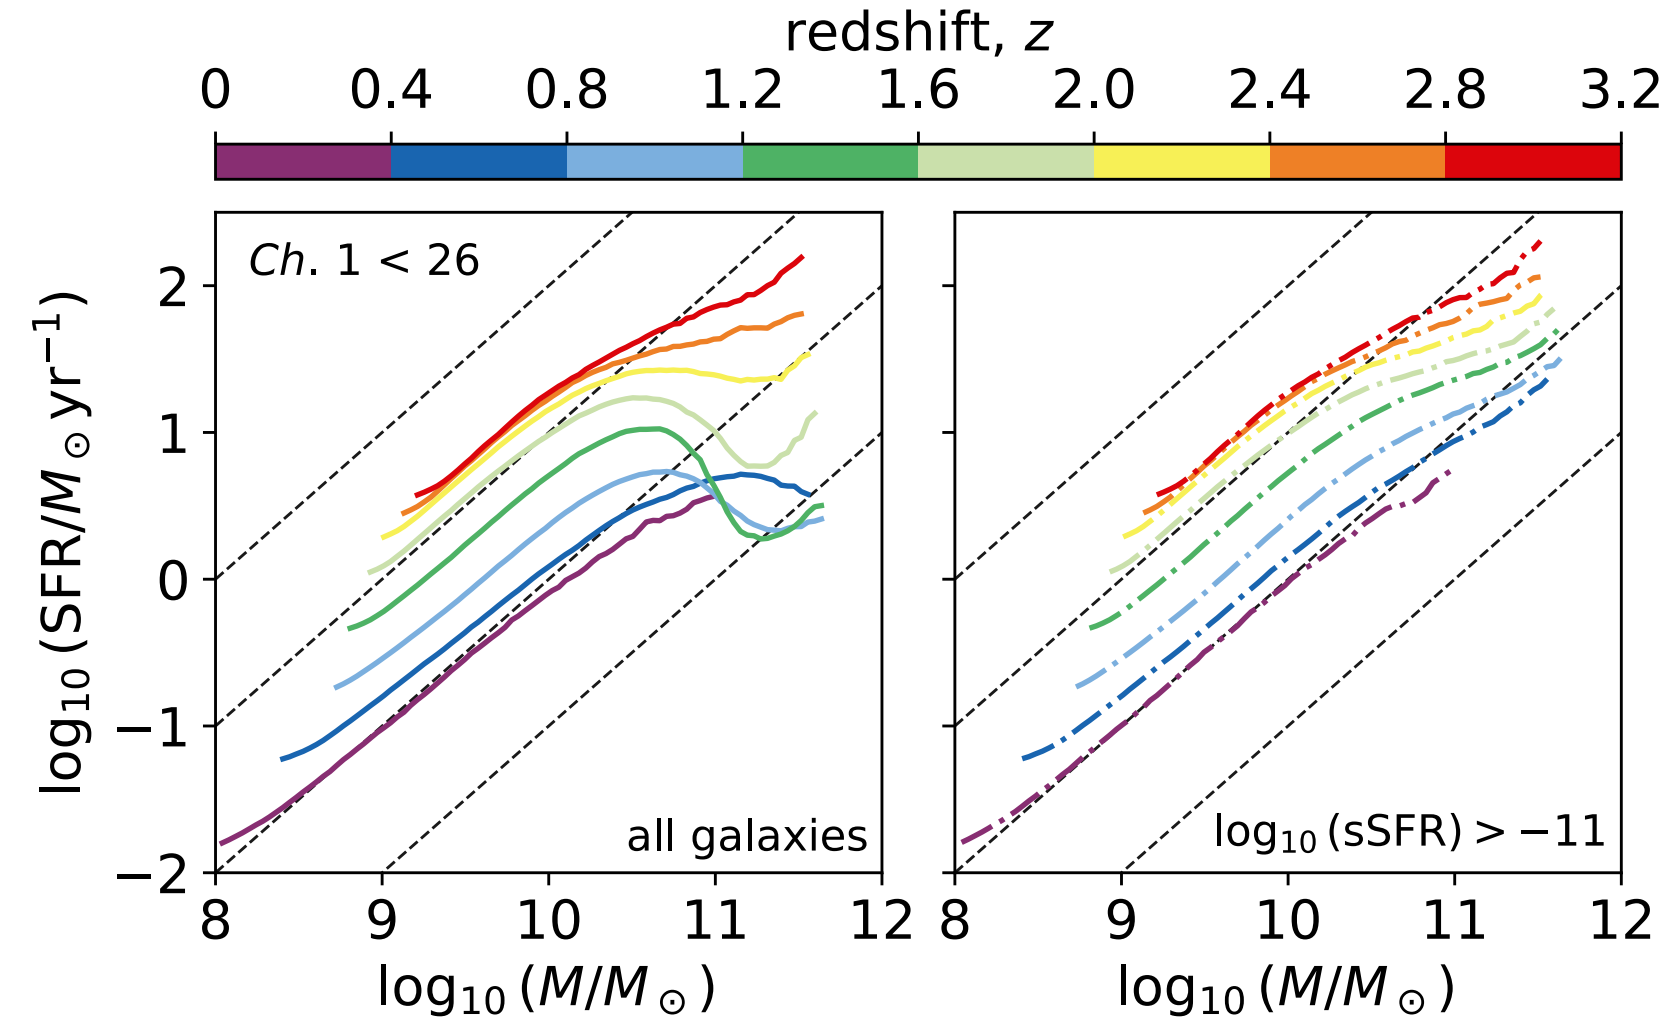 redshift, z
0 0.4 0.8 1.2 1.6 2.0 2.4 2.8 3.2
Ch. 1 < 26
2
1
0
−1
−2
log₁₀(SFR/M⊙yr⁻¹)
all galaxies
log₁₀(sSFR) > −11
8 9 10 11 12
8 9 10 11 12
log₁₀(M/M⊙)
log₁₀(M/M⊙)